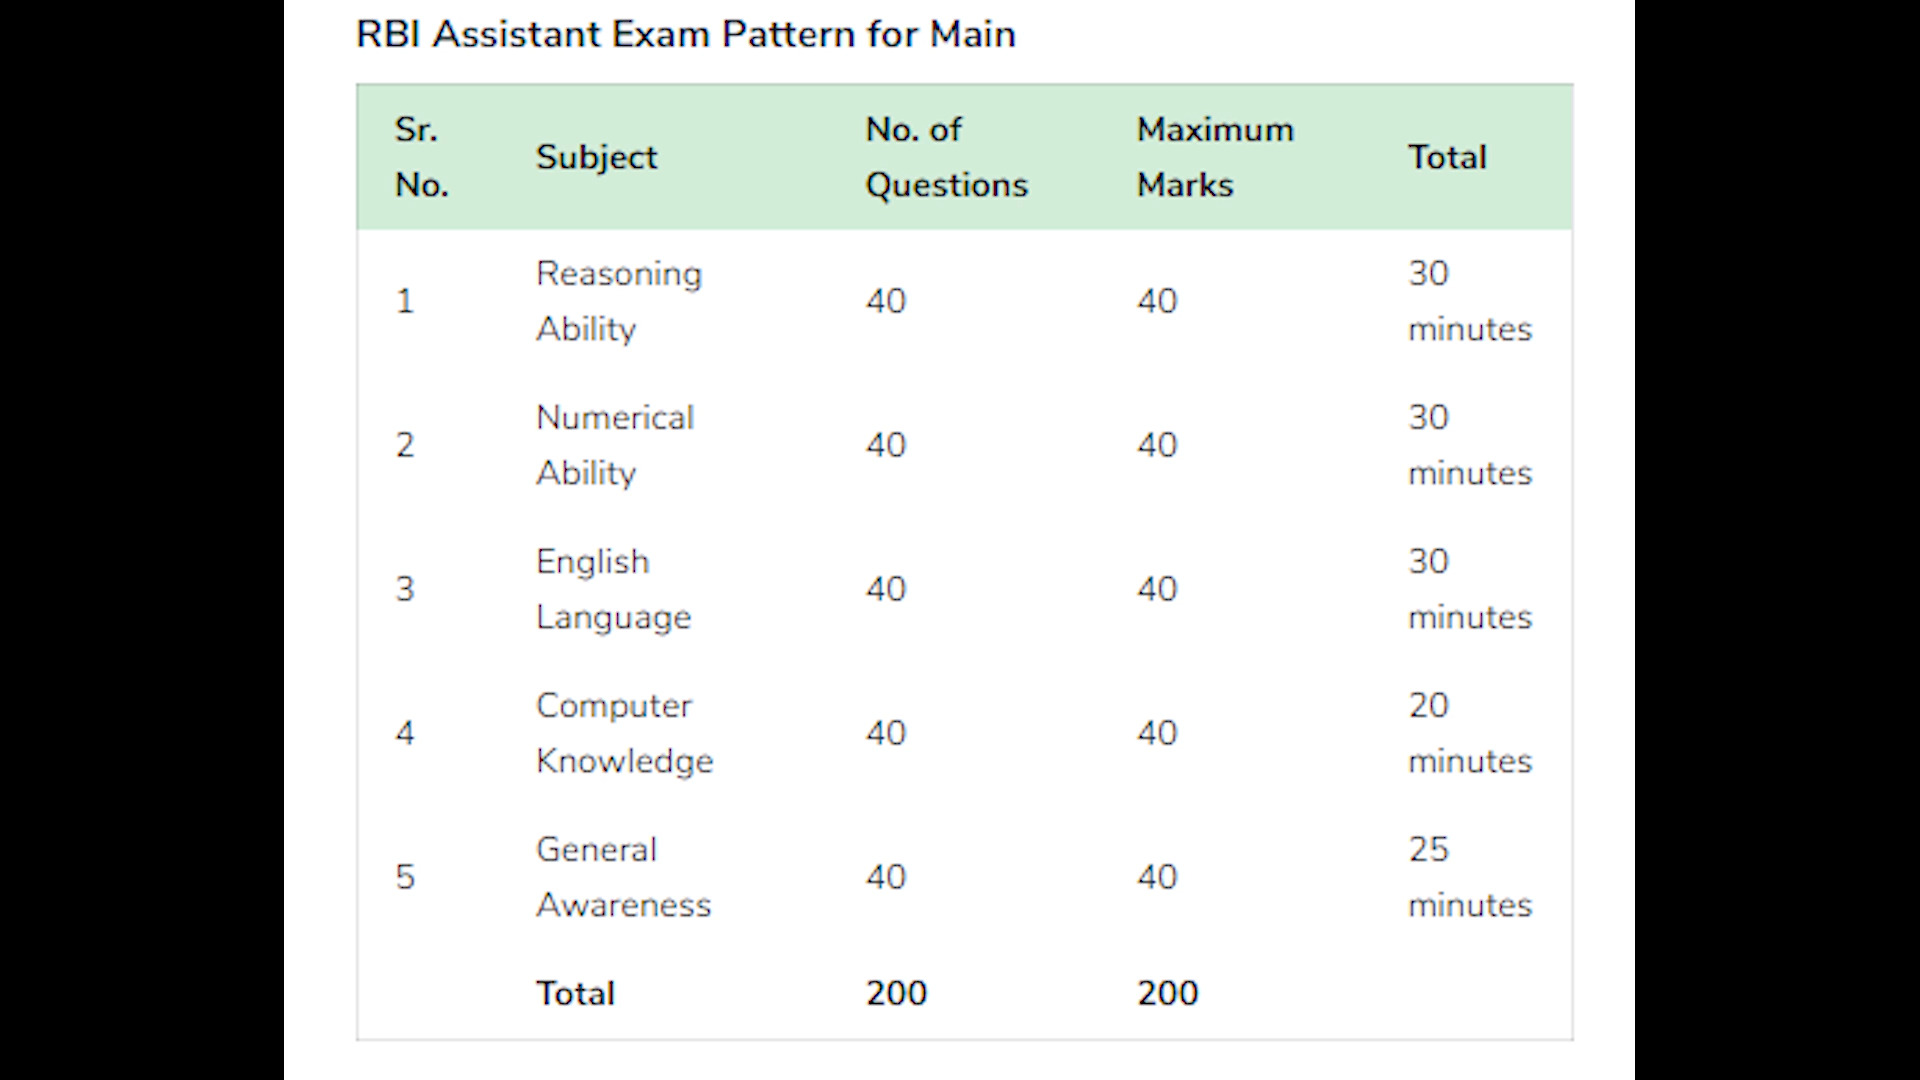 RBI Assistant Exam Pattern for Main
Sr. No. Subject No. of Questions Maximum Marks Total
1 Reasoning Ability 40 40 30 minutes
2 Numerical Ability 40 40 30 minutes
3 English Language 40 40 30 minutes
4 Computer Knowledge 40 40 20 minutes
5 General Awareness 40 40 25 minutes
Total 200 200